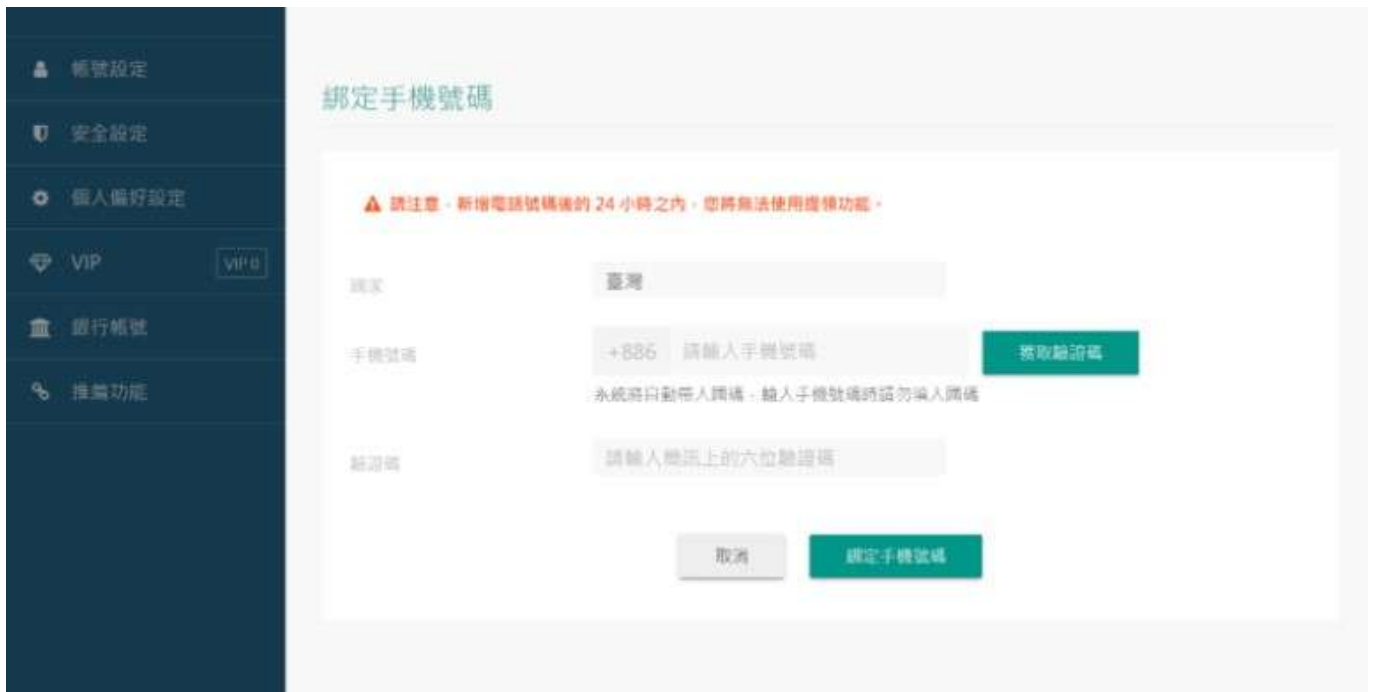 帳號設定
安全設定
個人偏好設定
VIP
VIP 0
銀行帳號
推薦功能
綁定手機號碼
請注意，新增電話號碼後的 24 小時之內，您將無法使用提領功能。
國家
臺灣
手機號碼
+886
請輸入手機號碼
獲取驗證碼
系統將自動帶入國碼，輸入手機號碼時請勿填入國碼
驗證碼
請輸入簡訊上的六位驗證碼
取消
綁定手機號碼